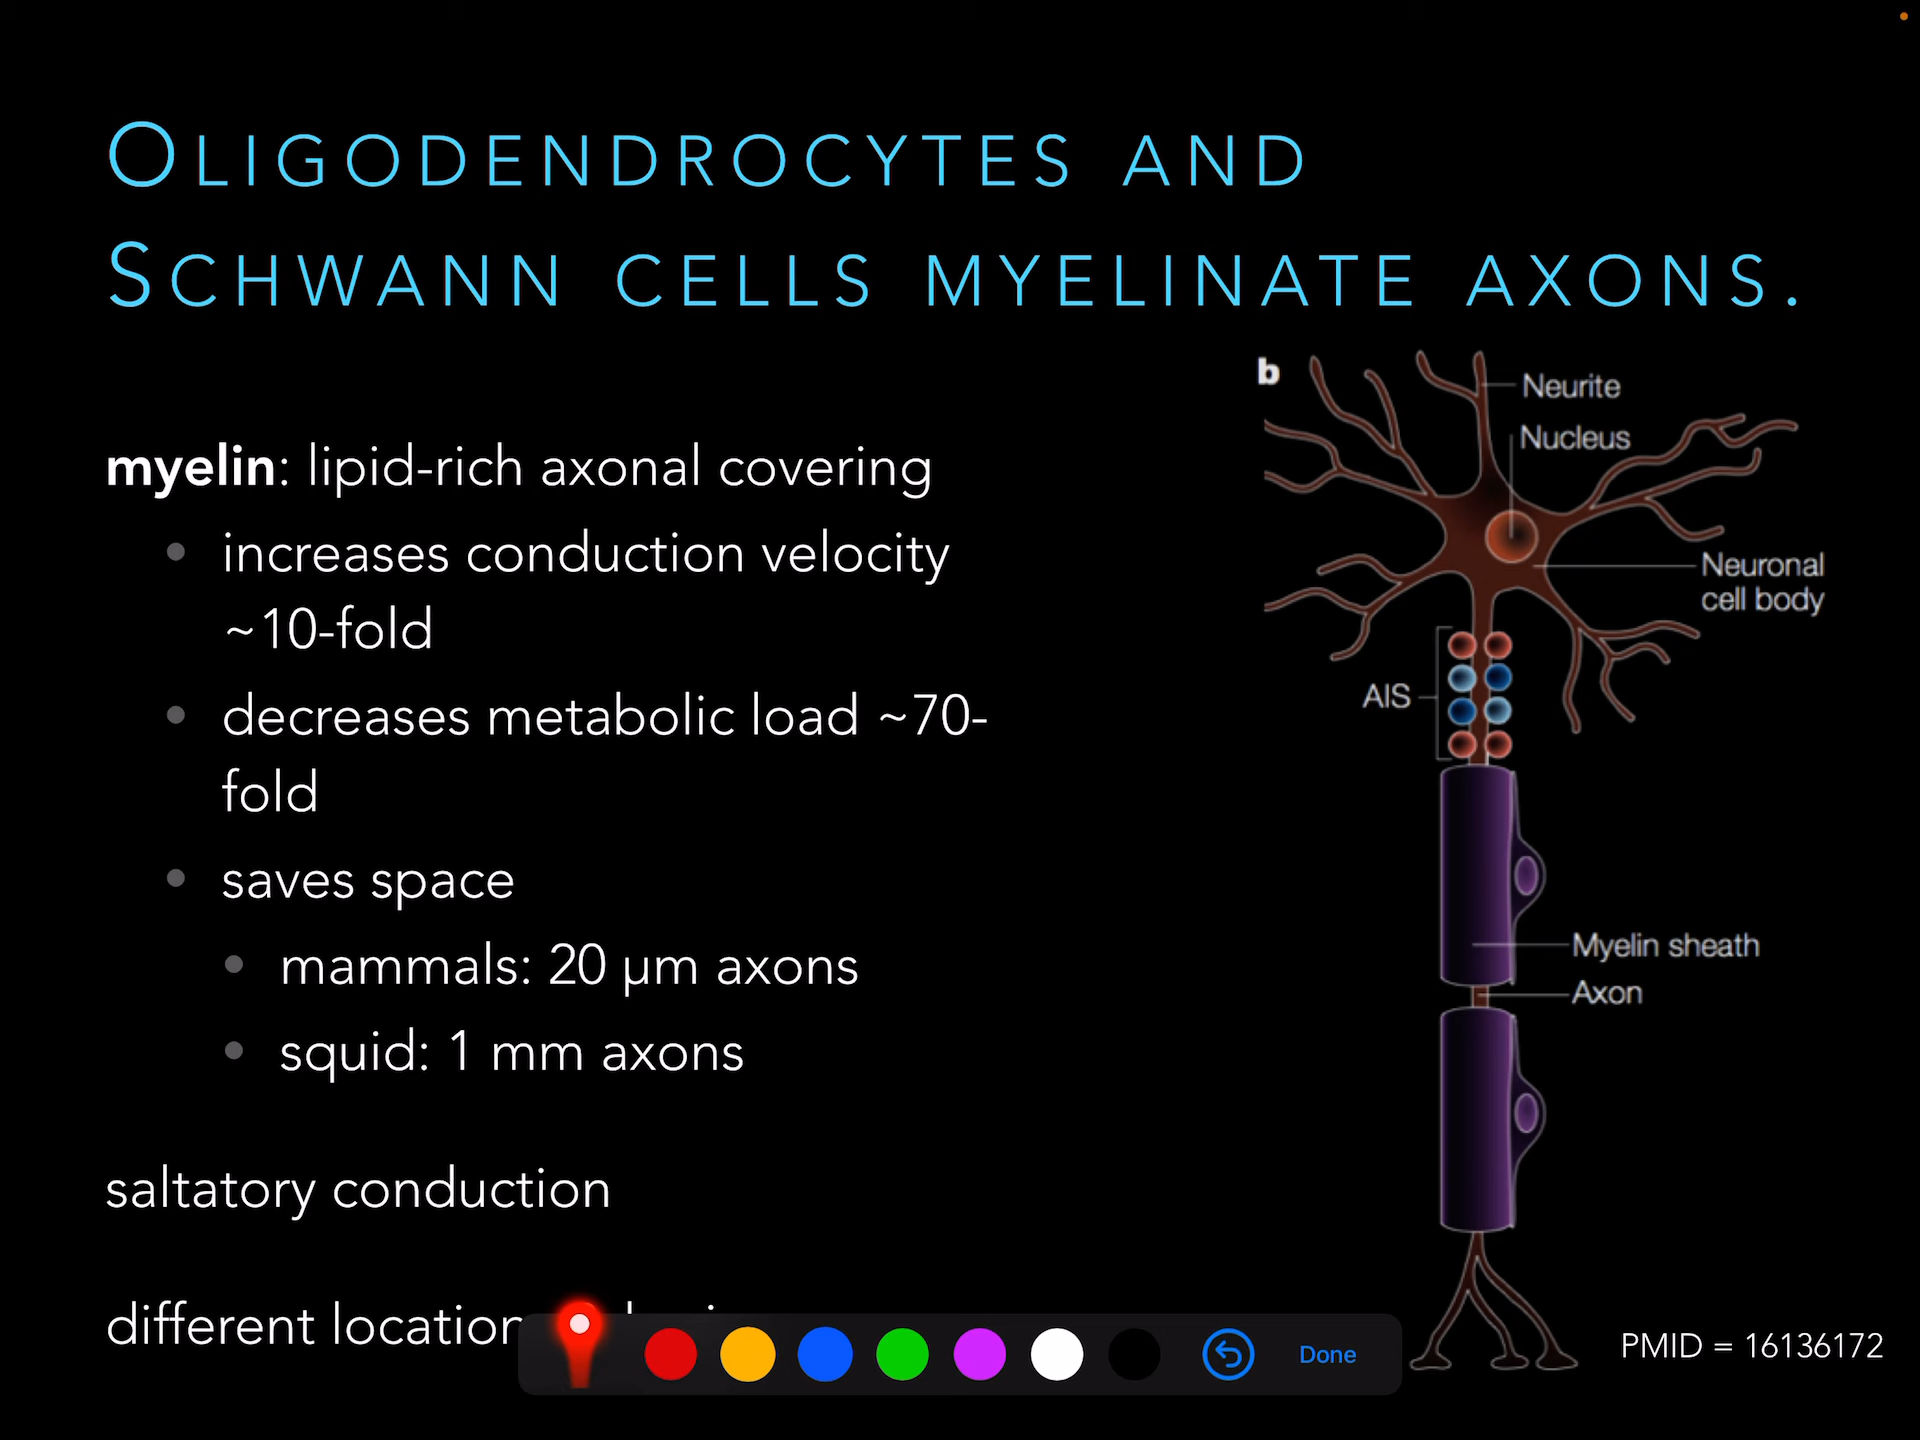 OLIGODENDROCYTES AND
SCHWANN CELLS MYELINATE AXONS.
myelin: lipid-rich axonal covering
• increases conduction velocity
~10-fold
• decreases metabolic load ~70-
fold
• saves space
• mammals: 20 µm axons
• squid: 1 mm axons
saltatory conduction
different
b
Neurite
Nucleus
Neuronal
cell body
AIS
Myelin sheath
Axon
PMID = 16136172
Done